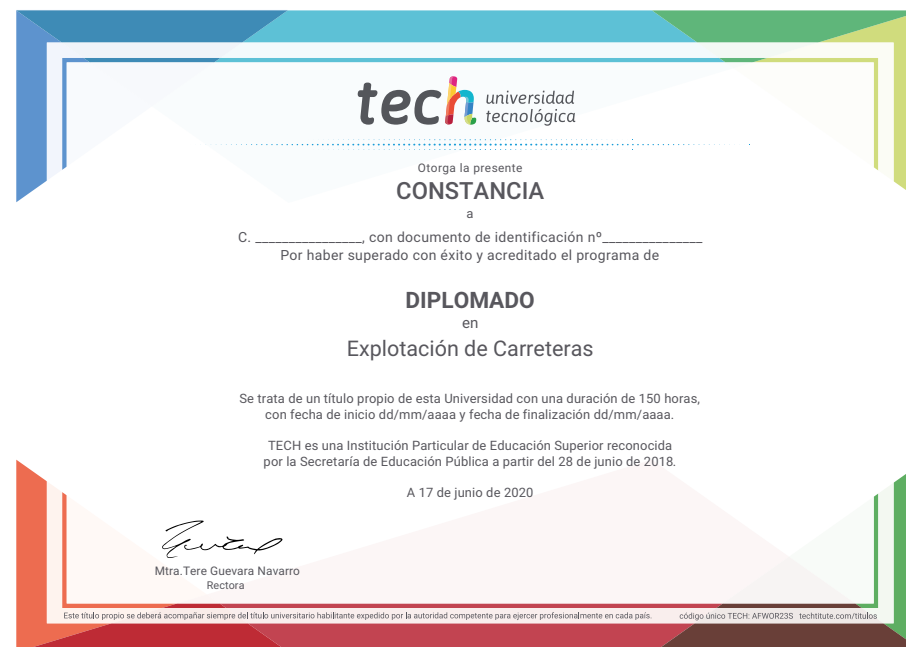 tech universidad
tecnológica
Otorga la presente
CONSTANCIA
a
C. ________________, con documento de identificación nº_______________
Por haber superado con éxito y acreditado el programa de
DIPLOMADO
en
Explotación de Carreteras
Se trata de un título propio de esta Universidad con una duración de 150 horas,
con fecha de inicio dd/mm/aaaa y fecha de finalización dd/mm/aaaa.
TECH es una Institución Particular de Educación Superior reconocida
por la Secretaría de Educación Pública a partir del 28 de junio de 2018.
A 17 de junio de 2020
Mtra.Tere Guevara Navarro
Rectora
Este título propio se deberá acompañar siempre del título universitario habilitante expedido por la autoridad competente para ejercer profesionalmente en cada país. código único TECH: AFWOR23S techtitute.com/titulos